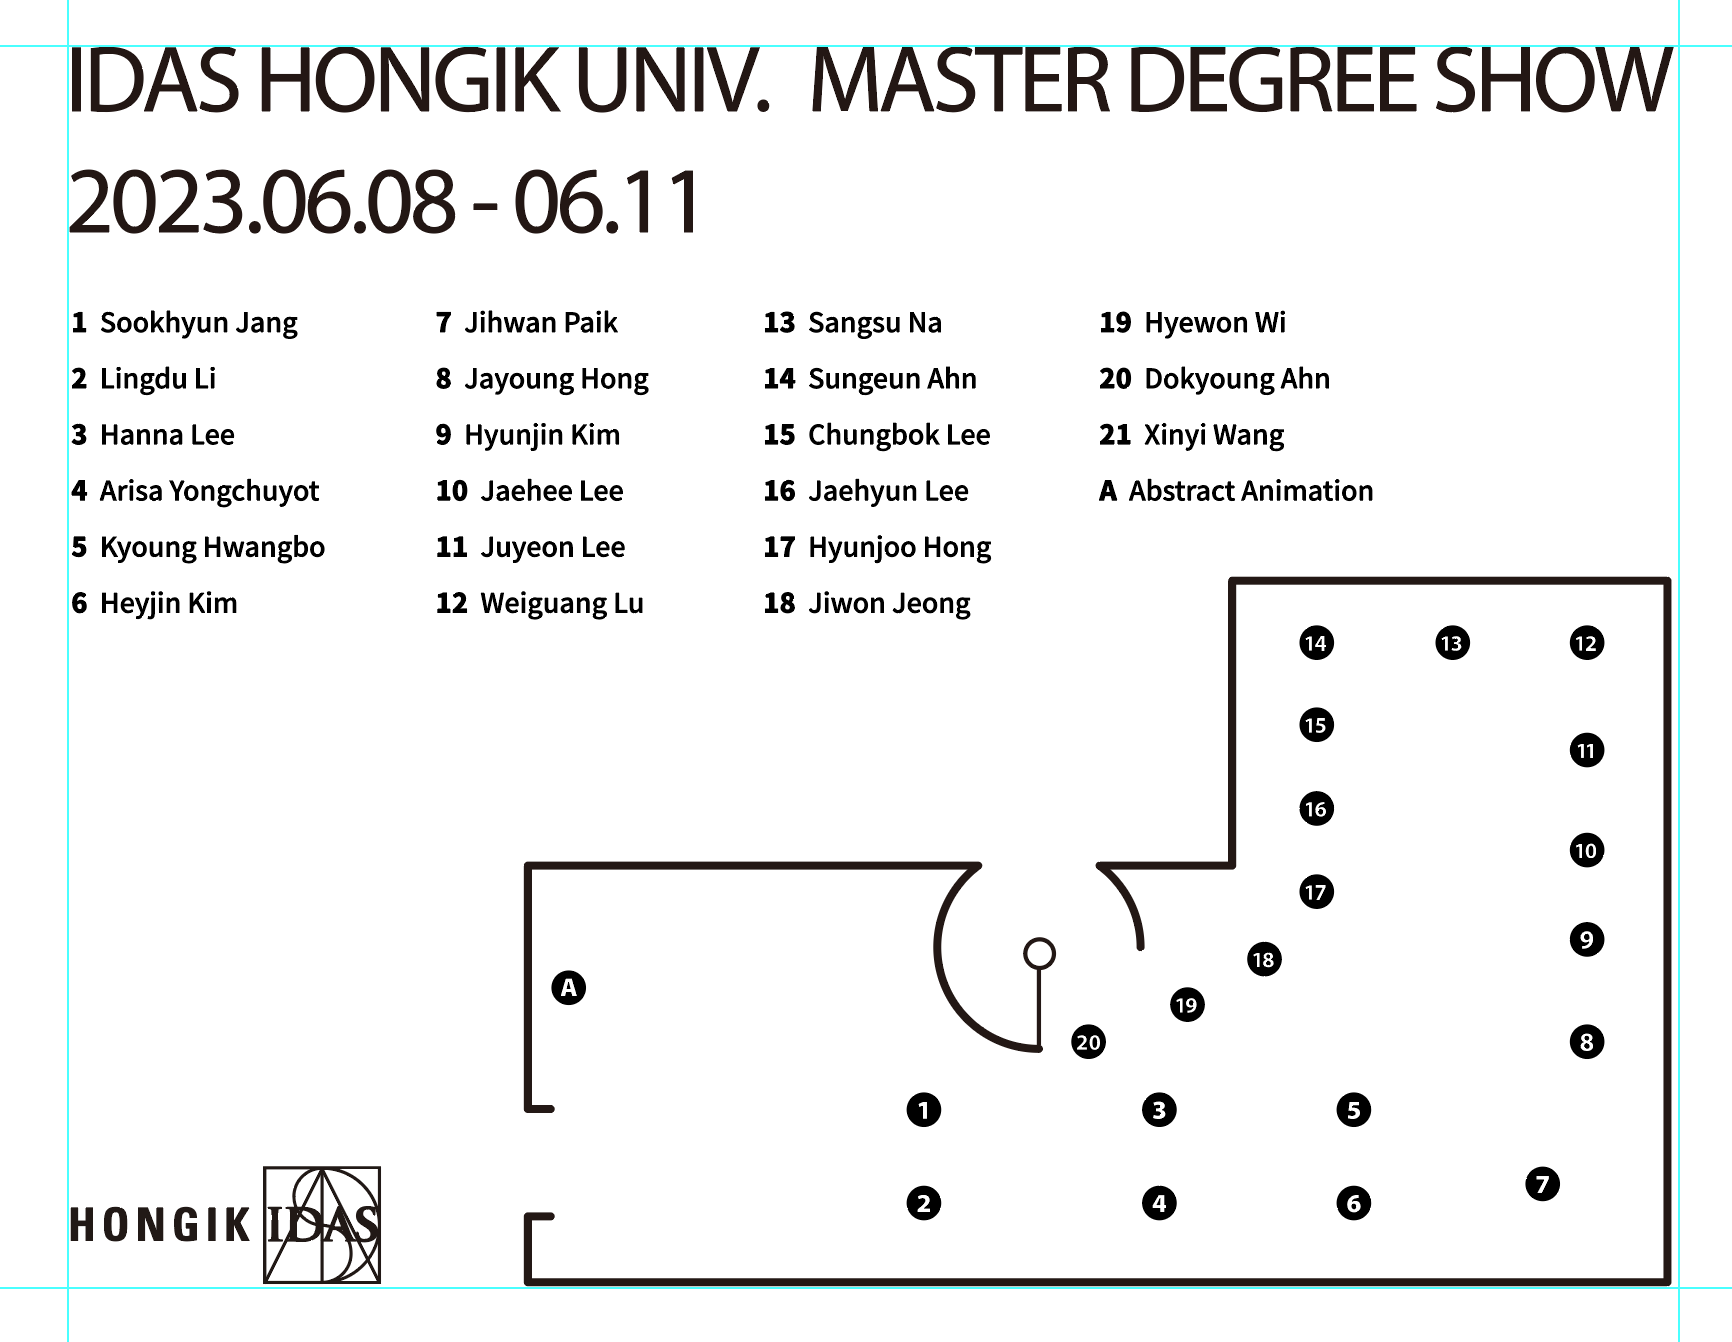 IDAS HONGIK UNIV. MASTER DEGREE SHOW
2023.06.08 - 06.11
1 Sookhyun Jang
2 Lingdu Li
3 Hanna Lee
4 Arisa Yongchuyot
5 Kyoung Hwangbo
6 Heyjin Kim
7 Jihwan Paik
8 Jayoung Hong
9 Hyunjin Kim
10 Jaehee Lee
11 Juyeon Lee
12 Weiguang Lu
13 Sangsu Na
14 Sungeun Ahn
15 Chungbok Lee
16 Jaehyun Lee
17 Hyunjoo Hong
18 Jiwon Jeong
19 Hyewon Wi
20 Dokyoung Ahn
21 Xinyi Wang
A Abstract Animation
14 13 12
15
11
16
10
17
9
18
A
19
20
8
1 3 5
7
2 4 6
HONGIK IDAS